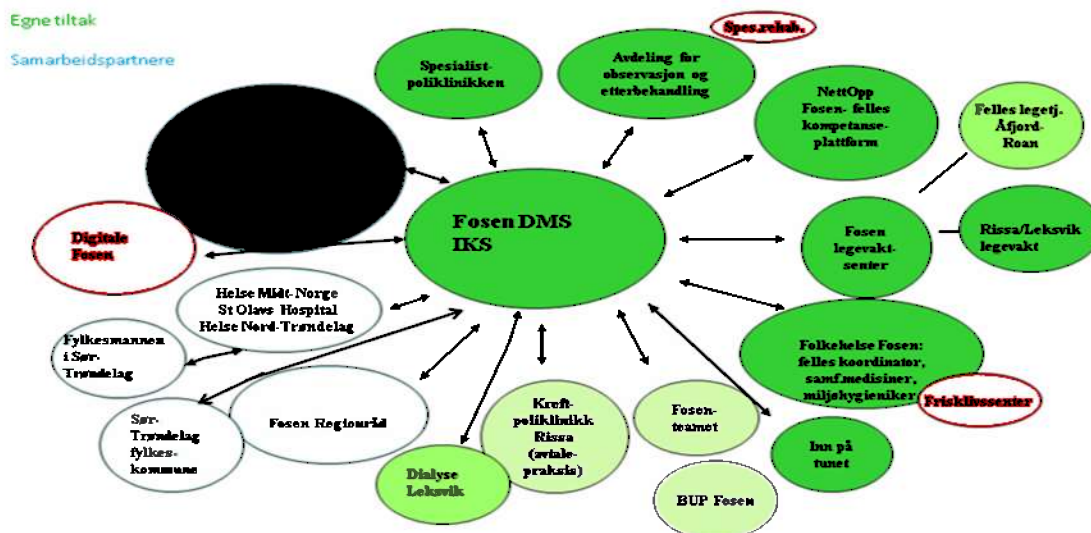 Egne tiltak
Samarbeidspartnere
Spes.rehab.
Spesialist-
poliklinikken
Avdeling for
observasjon og
etterbehandling
NettOpp
Fosen- felles
kompetanse-
plattform
Felles legetj.
Åfjord-
Roan
Fosen DMS
IKS
Digitale
Fosen
Fosen
legevakt-
senter
Rissa/Leksvik
legevakt
Helse Midt-Norge
St Olavs Hospital
Helse Nord-Trøndelag
Fylkesmannen
i Sør-
Trøndelag
Folkehelse Fosen:
felles koordinator,
samf.medisiner,
miljøhygieniker
Frisklivssenter
Sør-
Trøndelag
fylkes-
kommune
Fosen Regionråd
Dialyse
Leksvik
Kreft-
poliklinikk
Rissa
(avtale-
praksis)
Fosen-
teamet
BUP Fosen
Inn på
tunet